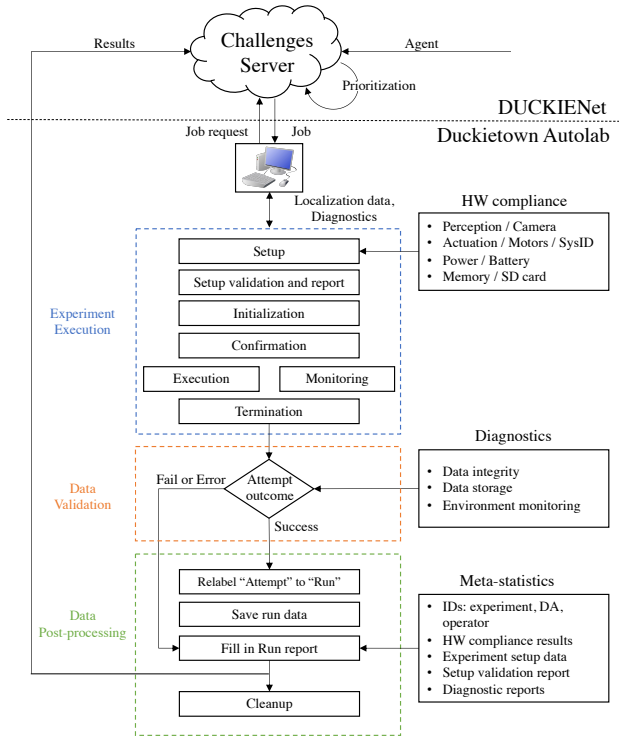 Results
Challenges
Server
Agent
Prioritization
DUCKIENet
Duckietown Autolab
Job request
Job
Localization data,
Diagnostics
HW compliance
• Perception / Camera
• Actuation / Motors / SysID
• Power / Battery
• Memory / SD card
Experiment
Execution
Setup
Setup validation and report
Initialization
Confirmation
Execution
Monitoring
Termination
Diagnostics
• Data integrity
• Data storage
• Environment monitoring
Data
Validation
Fail or Error
Attempt
outcome
Success
Data
Post-processing
Relabel “Attempt” to “Run”
Save run data
Fill in Run report
Cleanup
Meta-statistics
• IDs: experiment, DA,
operator
• HW compliance results
• Experiment setup data
• Setup validation report
• Diagnostic reports